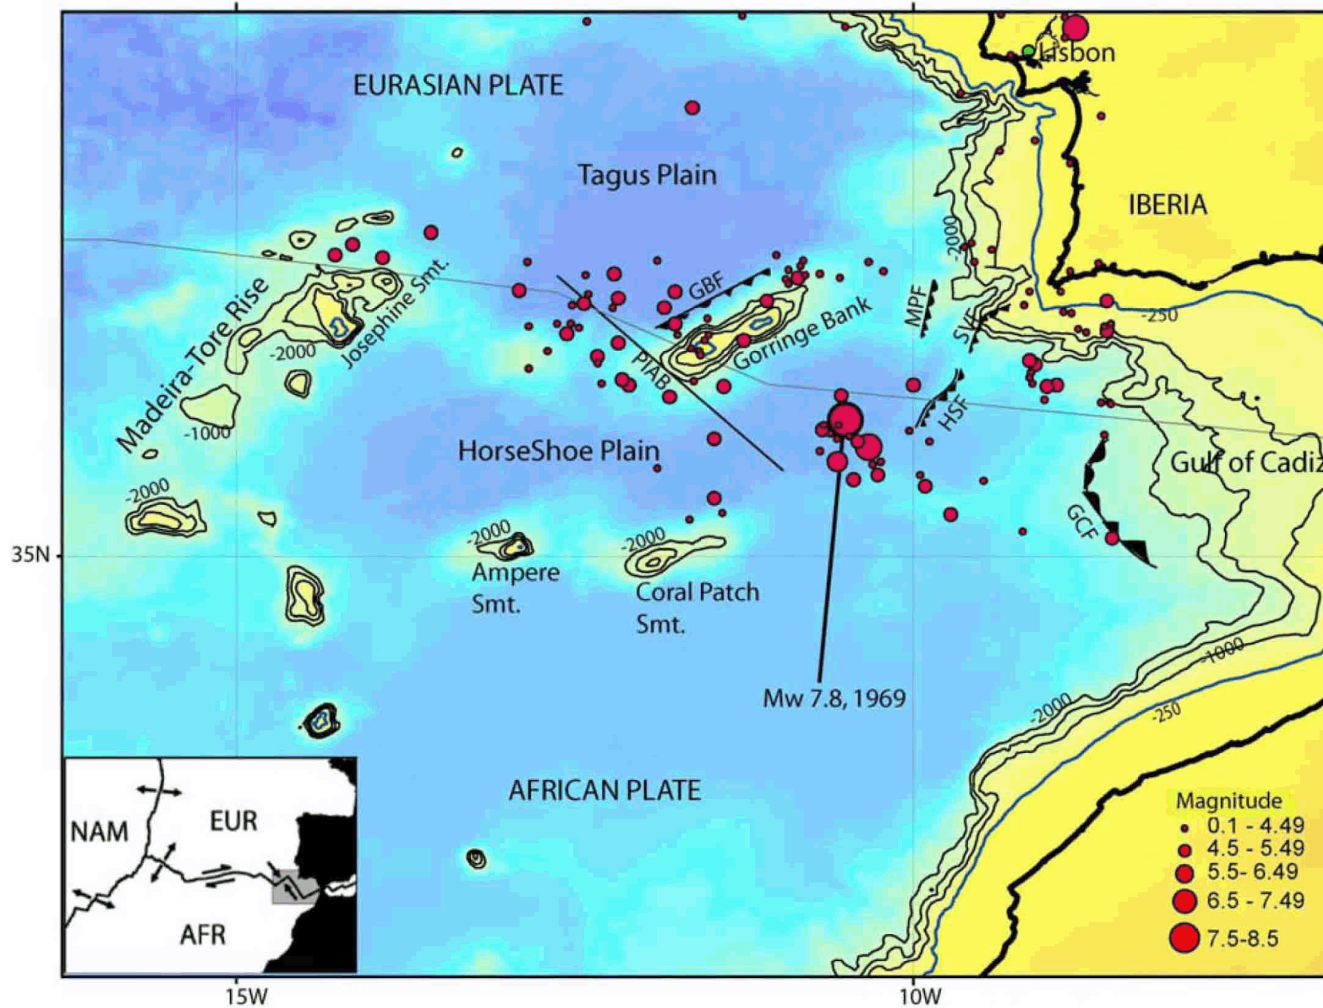 Lisbon
EURASIAN PLATE
Tagus Plain
IBERIA
-2000
GBF
MPF
-250
Madeira-Tore Rise
Josephine Smt.
-2000
Gorringe Bank
SV
PIAB
HSF
-1000
HorseShoe Plain
Gulf of Cadiz
-2000
GCF
35N
-2000
-2000
Ampere
Smt.
Coral Patch
Smt.
-1000
Mw 7.8, 1969
-2000
-250
AFRICAN PLATE
NAM
EUR
AFR
Magnitude
0.1 - 4.49
4.5 - 5.49
5.5- 6.49
6.5 - 7.49
7.5-8.5
15W
10W